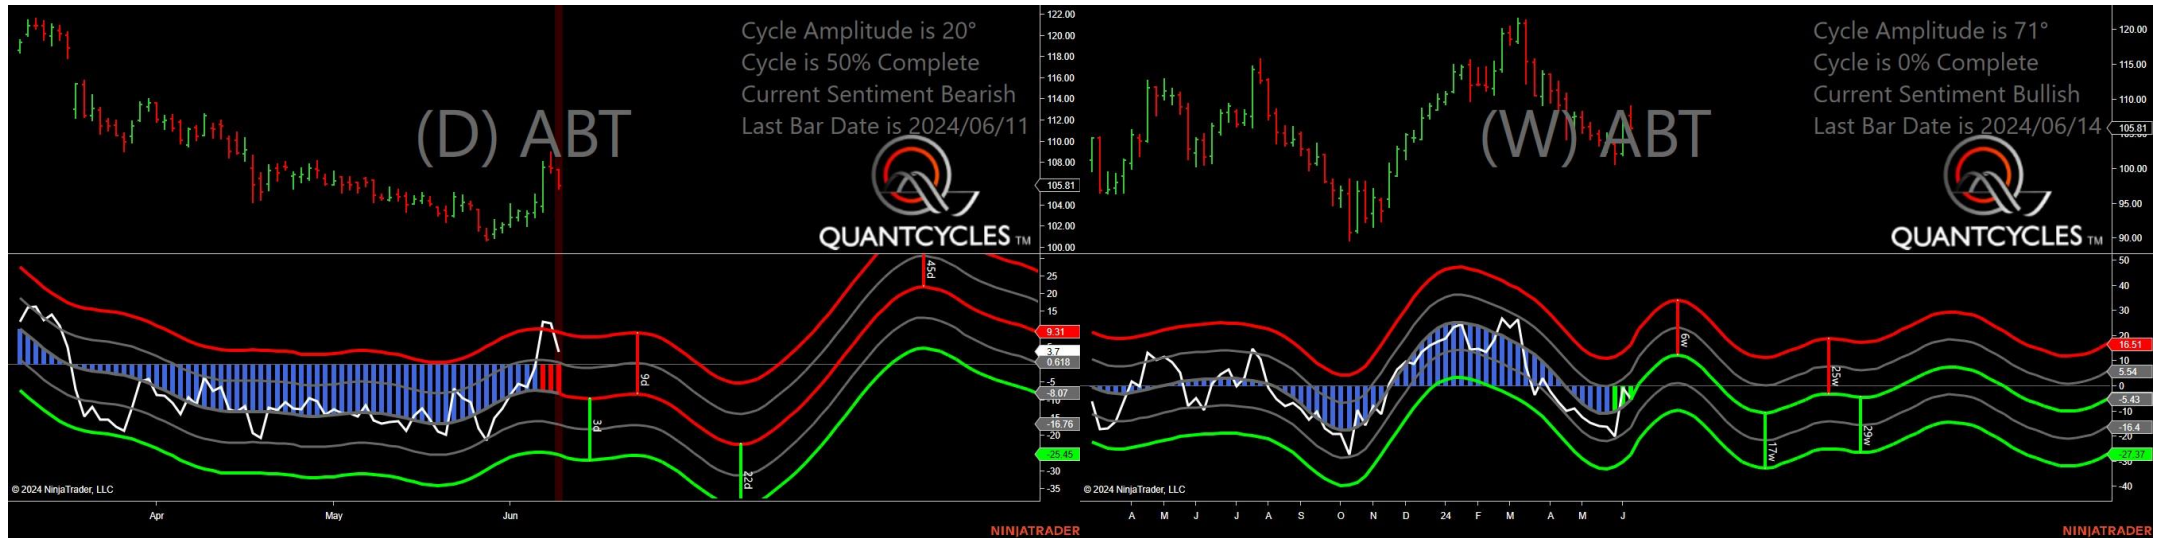 Cycle Amplitude is 20°
Cycle is 50% Complete
Current Sentiment Bearish
Last Bar Date is 2024/06/11
(D) ABT
QUANTCYCLES TM
122.00
120.00
118.00
116.00
114.00
112.00
110.00
108.00
105.81
104.00
102.00
100.00
45d
9d
3d
22d
25
20
15
9.31
3.7
0.618
-5
-8.07
-10
-16.76
-20
-25.45
-30
-35
© 2024 NinjaTrader, LLC
Apr May Jun
NINJATRADER
Cycle Amplitude is 71°
Cycle is 0% Complete
Current Sentiment Bullish
Last Bar Date is 2024/06/14
(W) ABT
QUANTCYCLES TM
120.00
115.00
110.00
105.81
100.00
95.00
90.00
6w
25w
17w
29w
50
40
30
20
16.51
10
5.54
0
-5.43
-10
-16.4
-20
-27.37
-30
-40
© 2024 NinjaTrader, LLC
A M J J A S O N D 24 F M A M J
NINJATRADER